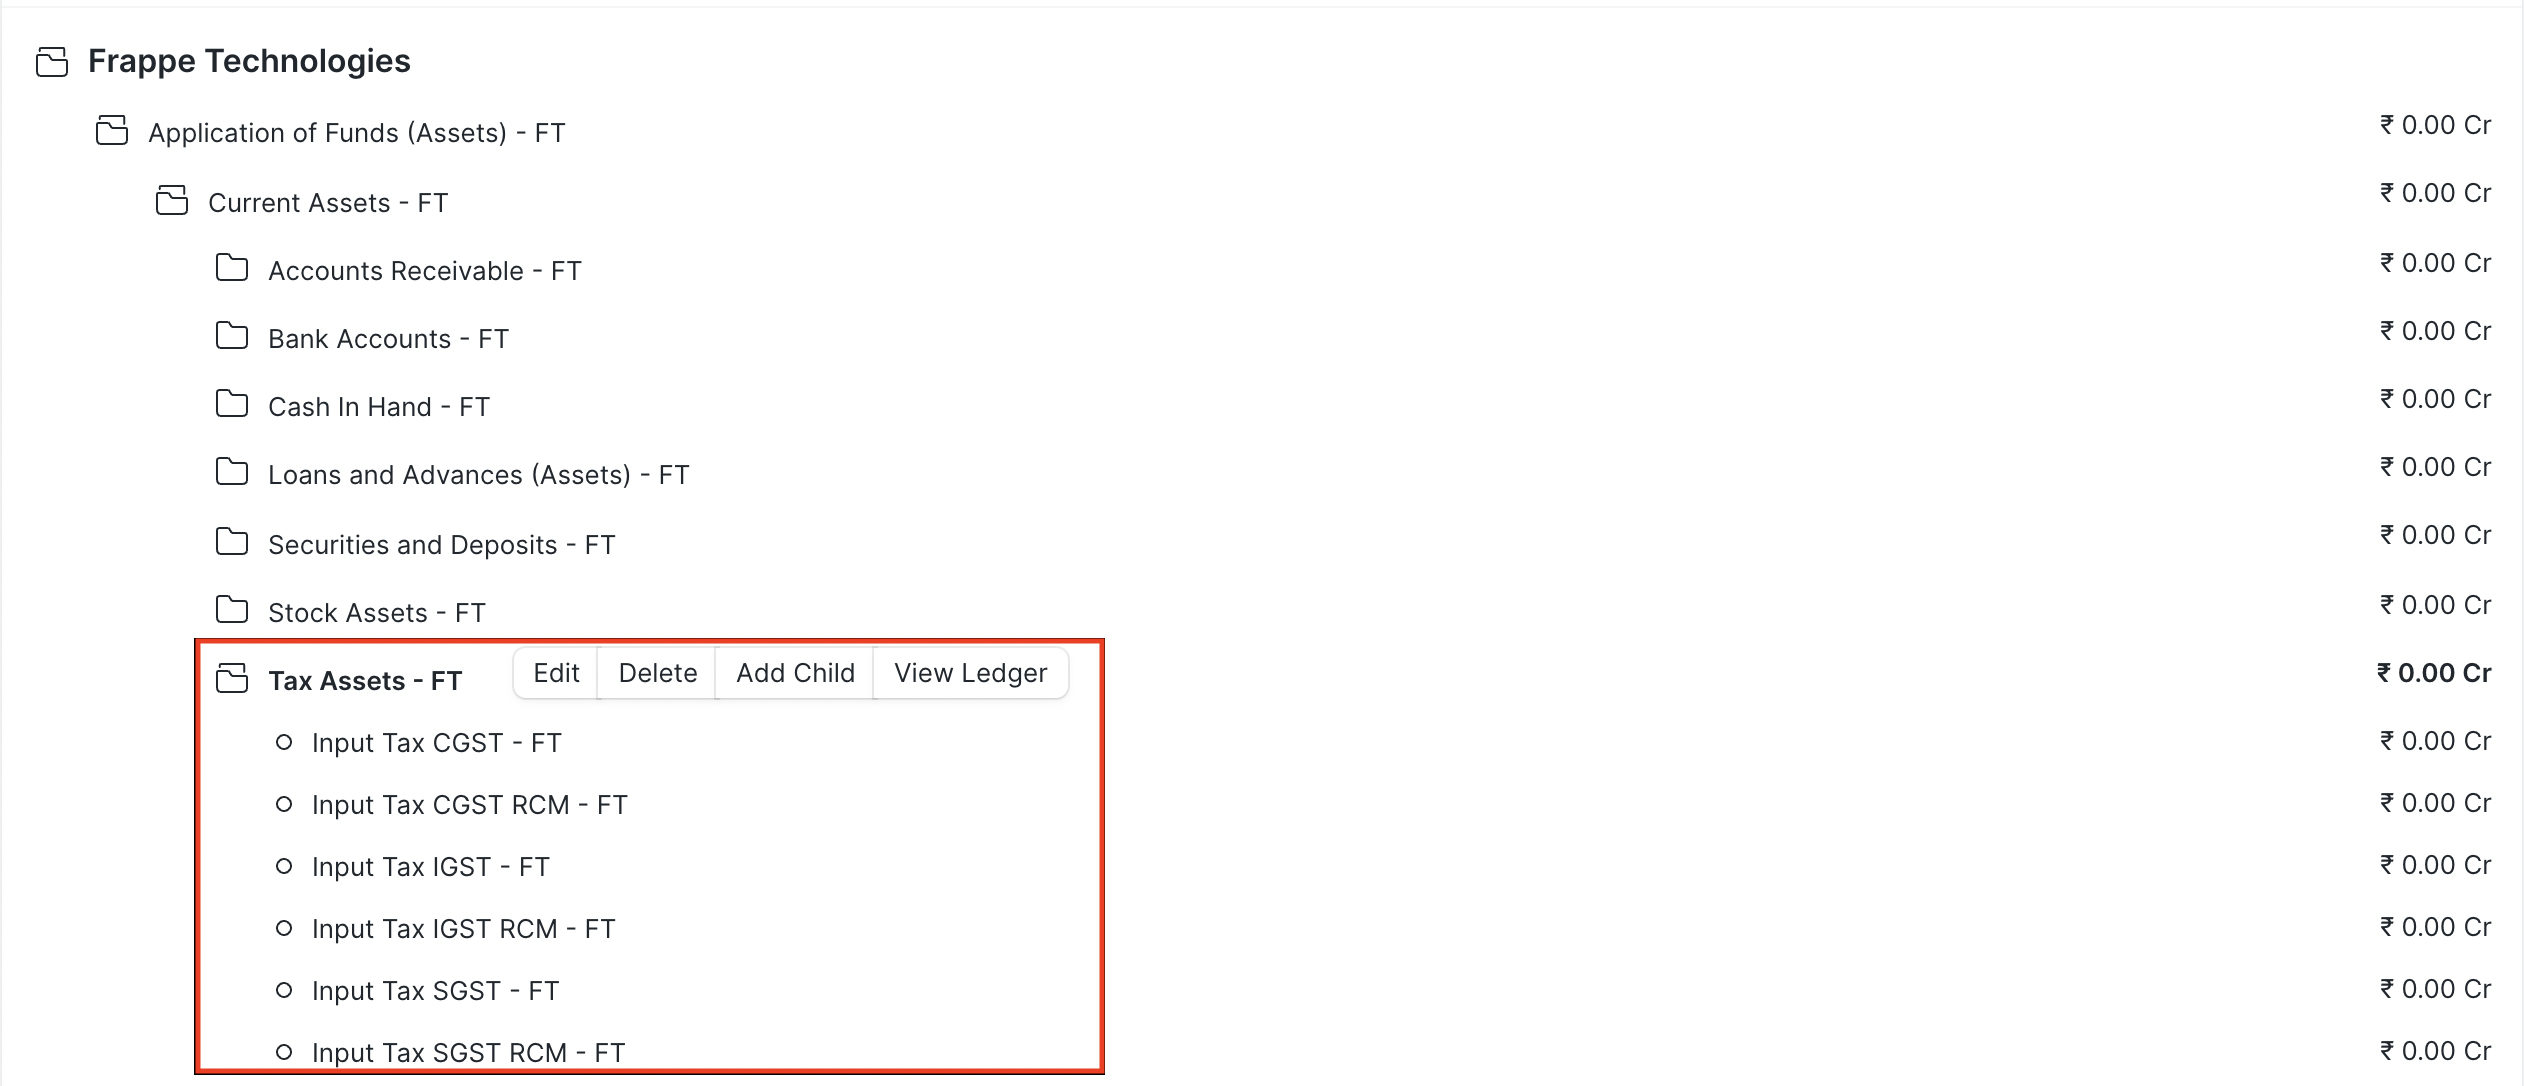 Frappe Technologies
Application of Funds (Assets) - FT ₹ 0.00 Cr
Current Assets - FT ₹ 0.00 Cr
Accounts Receivable - FT ₹ 0.00 Cr
Bank Accounts - FT ₹ 0.00 Cr
Cash In Hand - FT ₹ 0.00 Cr
Loans and Advances (Assets) - FT ₹ 0.00 Cr
Securities and Deposits - FT ₹ 0.00 Cr
Stock Assets - FT ₹ 0.00 Cr
Tax Assets - FT Edit Delete Add Child View Ledger ₹ 0.00 Cr
Input Tax CGST - FT ₹ 0.00 Cr
Input Tax CGST RCM - FT ₹ 0.00 Cr
Input Tax IGST - FT ₹ 0.00 Cr
Input Tax IGST RCM - FT ₹ 0.00 Cr
Input Tax SGST - FT ₹ 0.00 Cr
Input Tax SGST RCM - FT ₹ 0.00 Cr